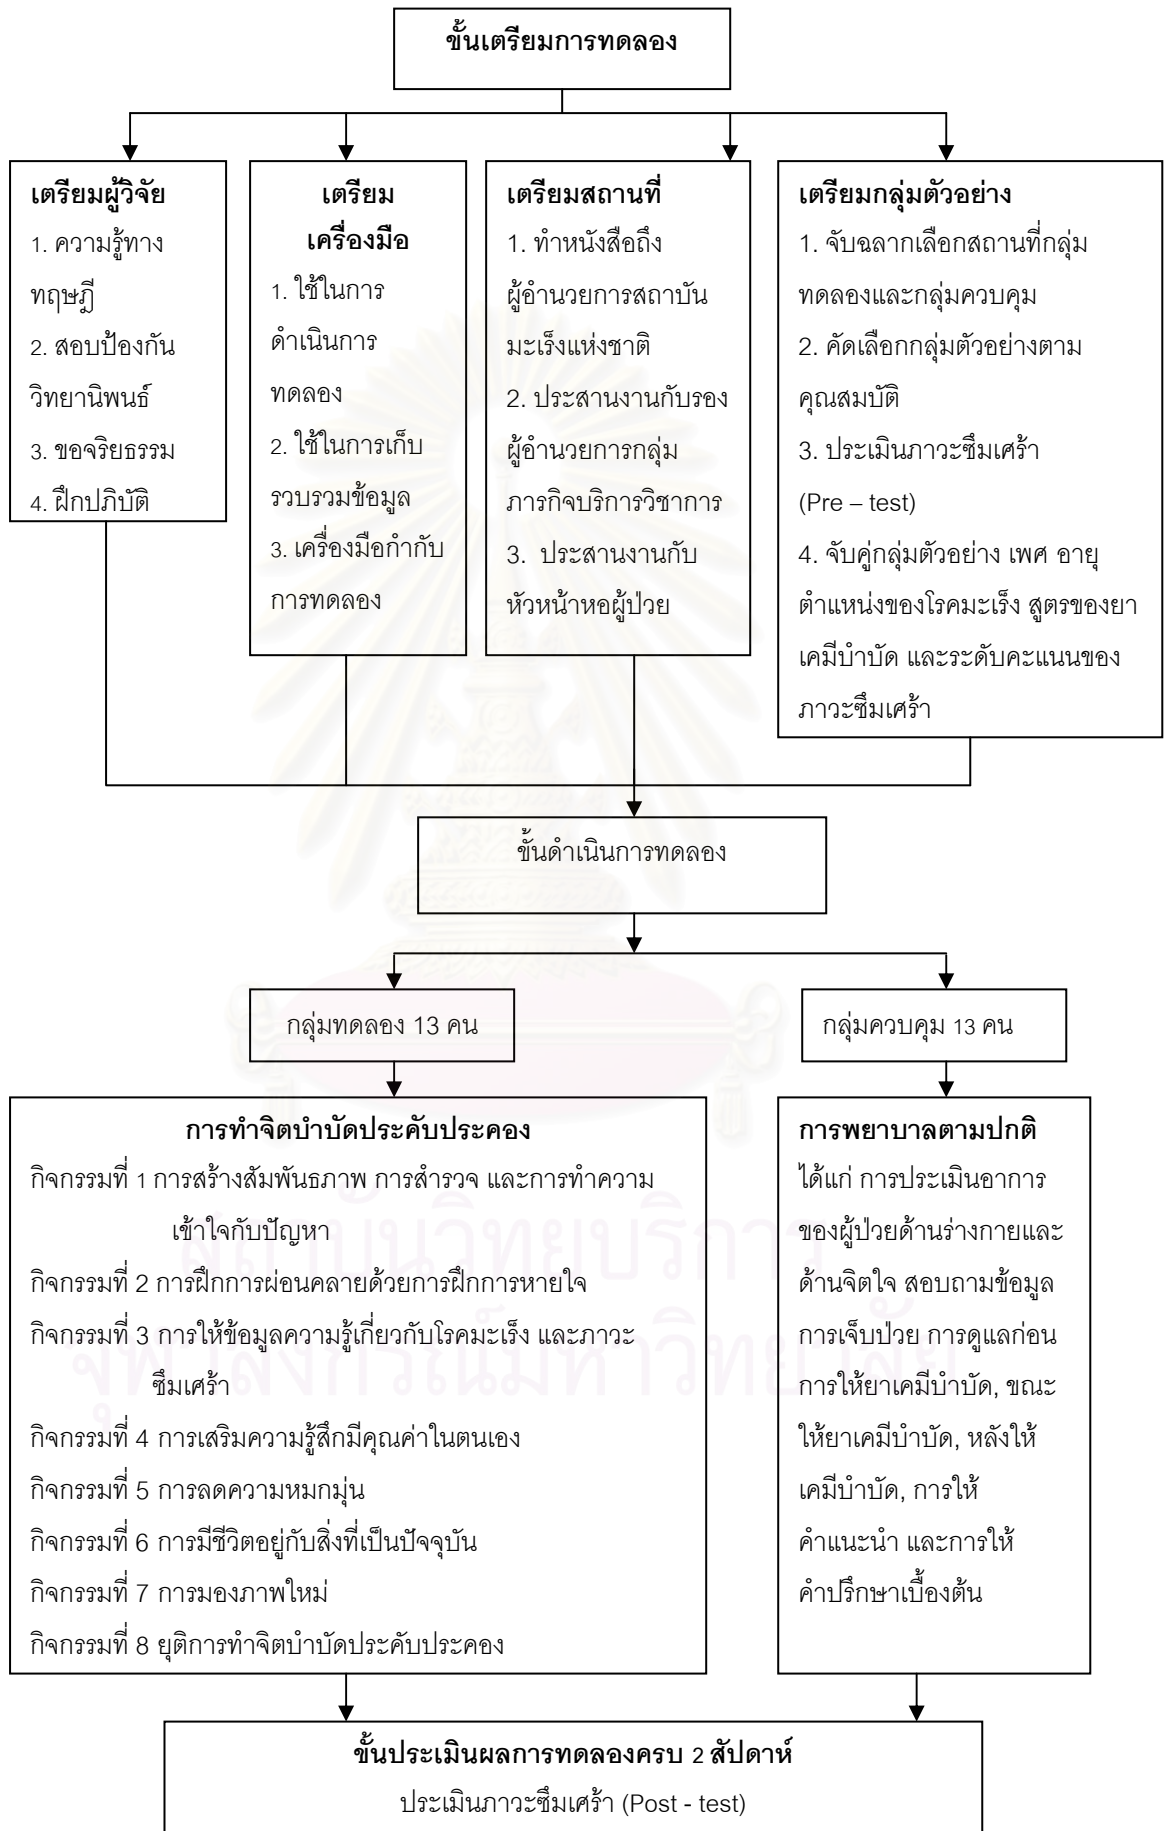 ขั้นเตรียมการทดลอง
เตรียมผู้วิจัย
1. ความรู้ทาง
ทฤษฎี
2. สอบป้องกัน
วิทยานิพนธ์
3. ขอจริยธรรม
4. ฝึกปภิบัติ
เตรียม
เครื่องมือ
1. ใช้ในการ
ดำเนินการ
ทดลอง
2. ใช้ในการเก็บ
รวบรวมข้อมูล
3. เครื่องมือกำกับ
การทดลอง
เตรียมสถานที่
1. ทำหนังสือถึง
ผู้อำนวยการสถาบัน
มะเร็งแห่งชาติ
2. ประสานงานกับรอง
ผู้อำนวยการกลุ่ม
ภารกิจบริการวิชาการ
3. ประสานงานกับ
หัวหน้าหอผู้ป่วย
เตรียมกลุ่มตัวอย่าง
1. จับฉลากเลือกสถานที่กลุ่ม
ทดลองและกลุ่มควบคุม
2. คัดเลือกกลุ่มตัวอย่างตาม
คุณสมบัติ
3. ประเมินภาวะซึมเศร้า
(Pre – test)
4. จับคู่กลุ่มตัวอย่าง เพศ อายุ
ตำแหน่งของโรคมะเร็ง สูตรของยา
เคมีบำบัด และระดับคะแนนของ
ภาวะซึมเศร้า
ขั้นดำเนินการทดลอง
กลุ่มทดลอง 13 คน
กลุ่มควบคุม 13 คน
การทำจิตบำบัดประคับประคอง
กิจกรรมที่ 1 การสร้างสัมพันธภาพ การสำรวจ และการทำความ
เข้าใจกับปัญหา
กิจกรรมที่ 2 การฝึกการผ่อนคลายด้วยการฝึกการหายใจ
กิจกรรมที่ 3 การให้ข้อมูลความรู้เกี่ยวกับโรคมะเร็ง และภาวะ
ซึมเศร้า
กิจกรรมที่ 4 การเสริมความรู้สึกมีคุณค่าในตนเอง
กิจกรรมที่ 5 การลดความหมกมุ่น
กิจกรรมที่ 6 การมีชีวิตอยู่กับสิ่งที่เป็นปัจจุบัน
กิจกรรมที่ 7 การมองภาพใหม่
กิจกรรมที่ 8 ยุติการทำจิตบำบัดประคับประคอง
การพยาบาลตามปกติ
ได้แก่ การประเมินอาการ
ของผู้ป่วยด้านร่างกายและ
ด้านจิตใจ สอบถามข้อมูล
การเจ็บป่วย การดูแลก่อน
การให้ยาเคมีบำบัด, ขณะ
ให้ยาเคมีบำบัด, หลังให้
เคมีบำบัด, การให้
คำแนะนำ และการให้
คำปรึกษาเบื้องต้น
สถาบันวิทยบริการ
จุฬาลงกรณ์มหาวิทยาลัย
ขั้นประเมินผลการทดลองครบ 2 สัปดาห์
ประเมินภาวะซึมเศร้า (Post - test)